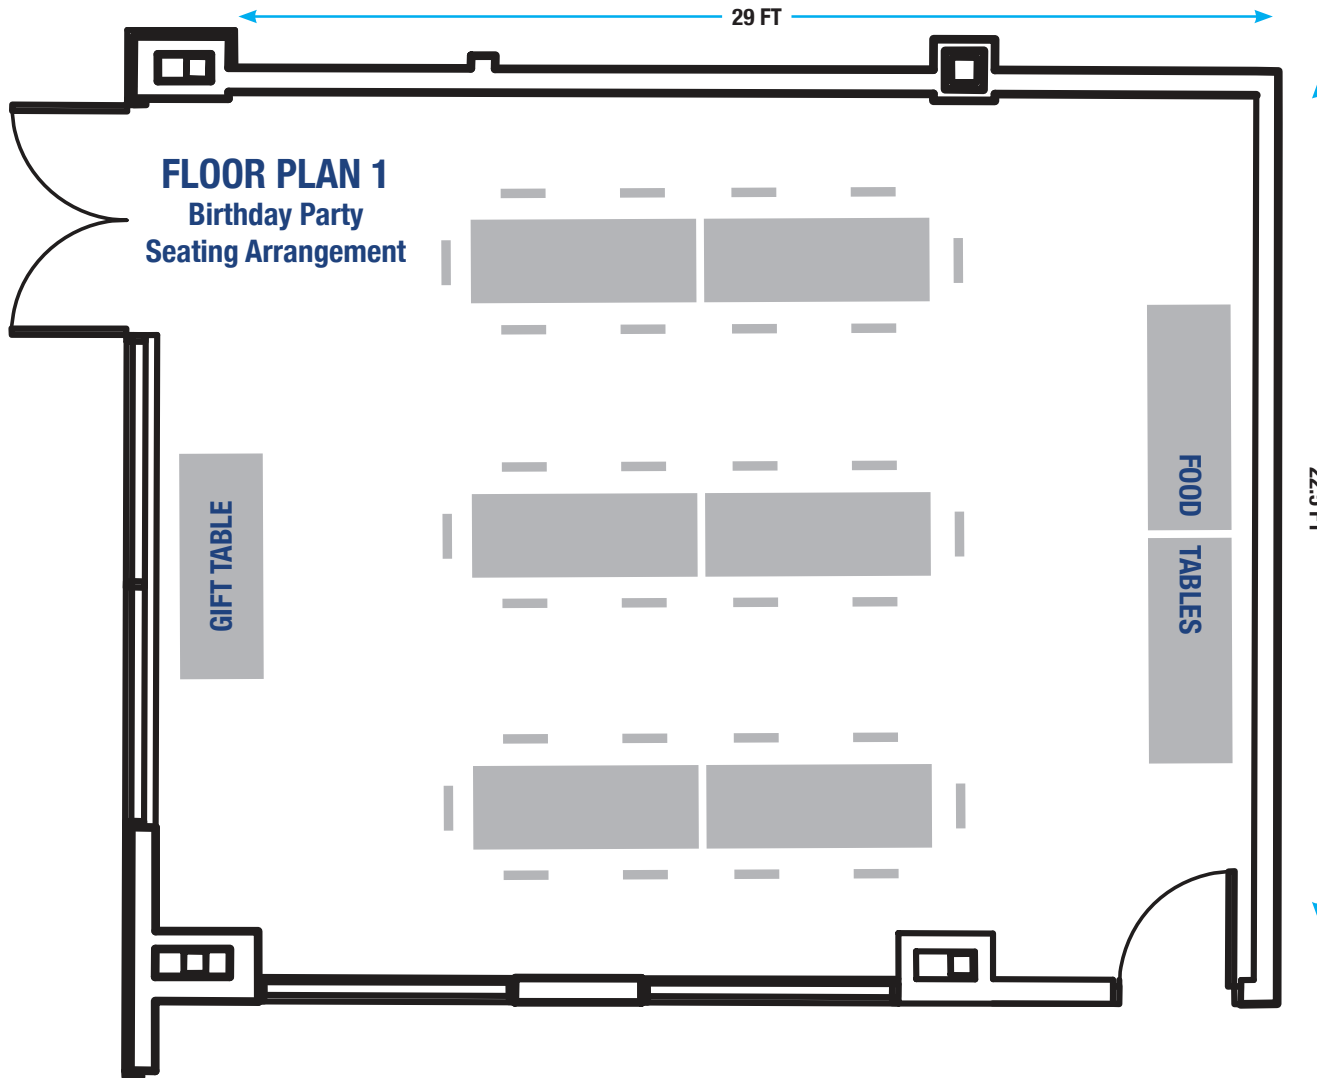 29 FT
FLOOR PLAN 1
Birthday Party
Seating Arrangement
FOOD TABLES
GIFT TABLE